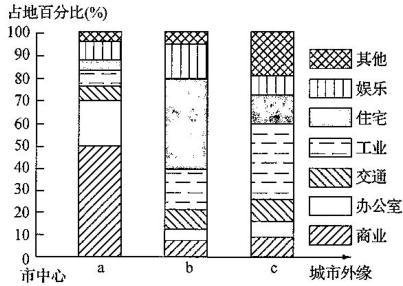 占地百分比(%)
100
90
80
70
60
50
40
30
20
10
0
其他
娱乐
住宅
工业
交通
办公室
商业
市中心
a
b
c
城市外缘